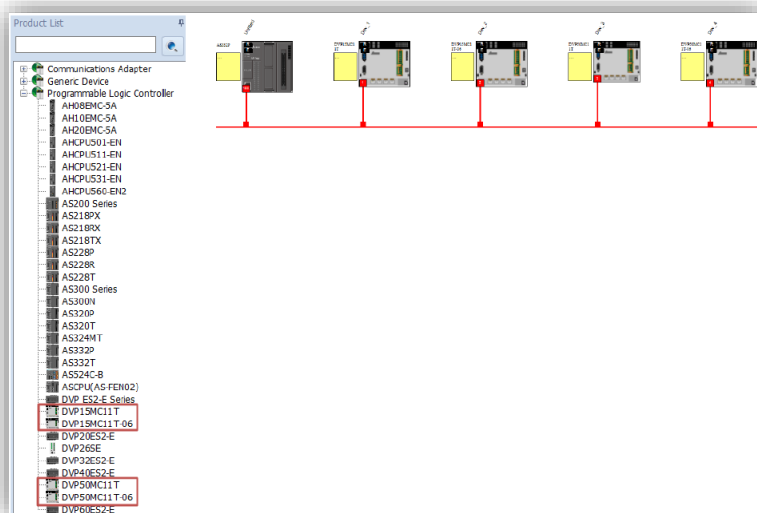 Product List
Communications Adapter
Generic Device
Programmable Logic Controller
AH08EMC-5A
AH10EMC-5A
AH20EMC-5A
AHCPU501-EN
AHCPU511-EN
AHCPU521-EN
AHCPU531-EN
AHCPU560-EN2
AS200 Series
AS218PX
AS218RX
AS218TX
AS228P
AS228R
AS228T
AS300 Series
AS300N
AS320P
AS320T
AS324MT
AS332P
AS332T
AS524C-B
ASCPU(AS-FEN02)
DVP ES2-E Series
DVP15MC11T
DVP15MC11T-06
DVP20ES2-E
DVP26SE
DVP32ES2-E
DVP40ES2-E
DVP50MC11T
DVP50MC11T-06
DVP60ES2-E